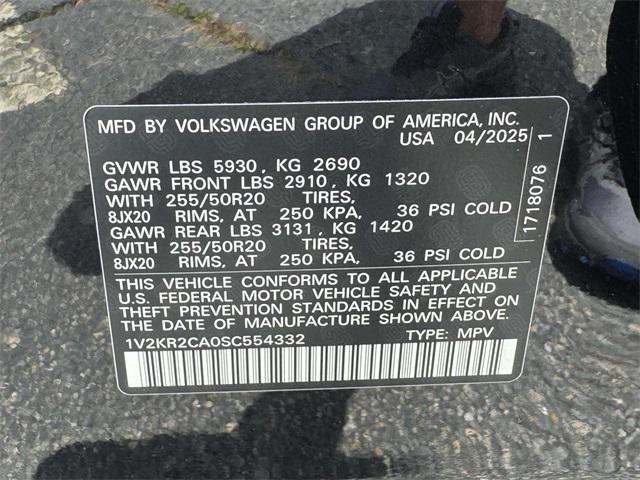 MFD BY VOLKSWAGEN GROUP OF AMERICA, INC.
USA 04/2025
GVWR LBS 5930, KG 2690
GAWR FRONT LBS 2910, KG 1320
WITH 255/50R20 TIRES,
8JX20 RIMS, AT 250 KPA, 36 PSI COLD
GAWR REAR LBS 3131, KG 1420
WITH 255/50R20 TIRES,
8JX20 RIMS, AT 250 KPA, 36 PSI COLD
THIS VEHICLE CONFORMS TO ALL APPLICABLE
U.S. FEDERAL MOTOR VEHICLE SAFETY AND
THEFT PREVENTION STANDARDS IN EFFECT ON
THE DATE OF MANUFACTURE SHOWN ABOVE.
1V2KR2CA0SC554332 TYPE: MPV
1718076 1